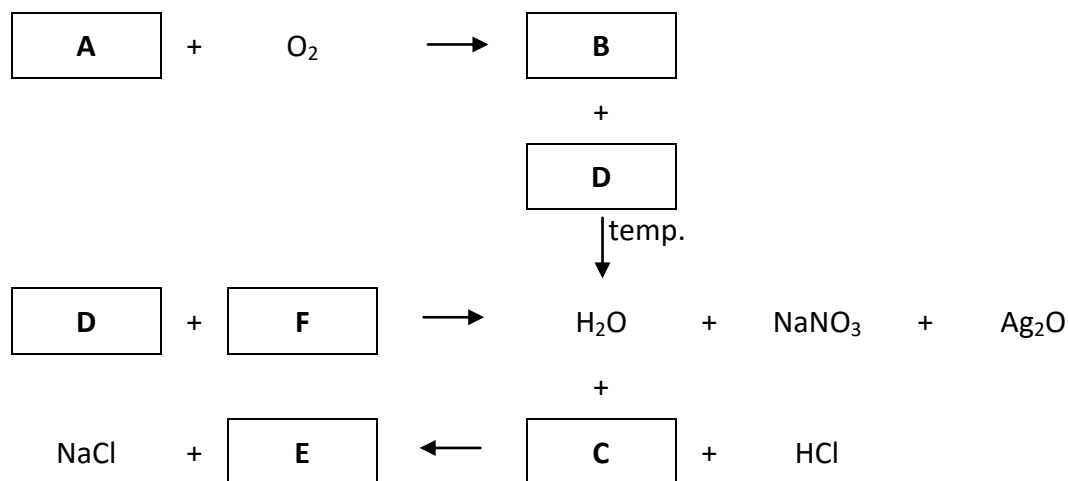 A + O₂ B
+
D
temp.
D + F H₂O + NaNO₃ + Ag₂O
+
NaCl + E C + HCl